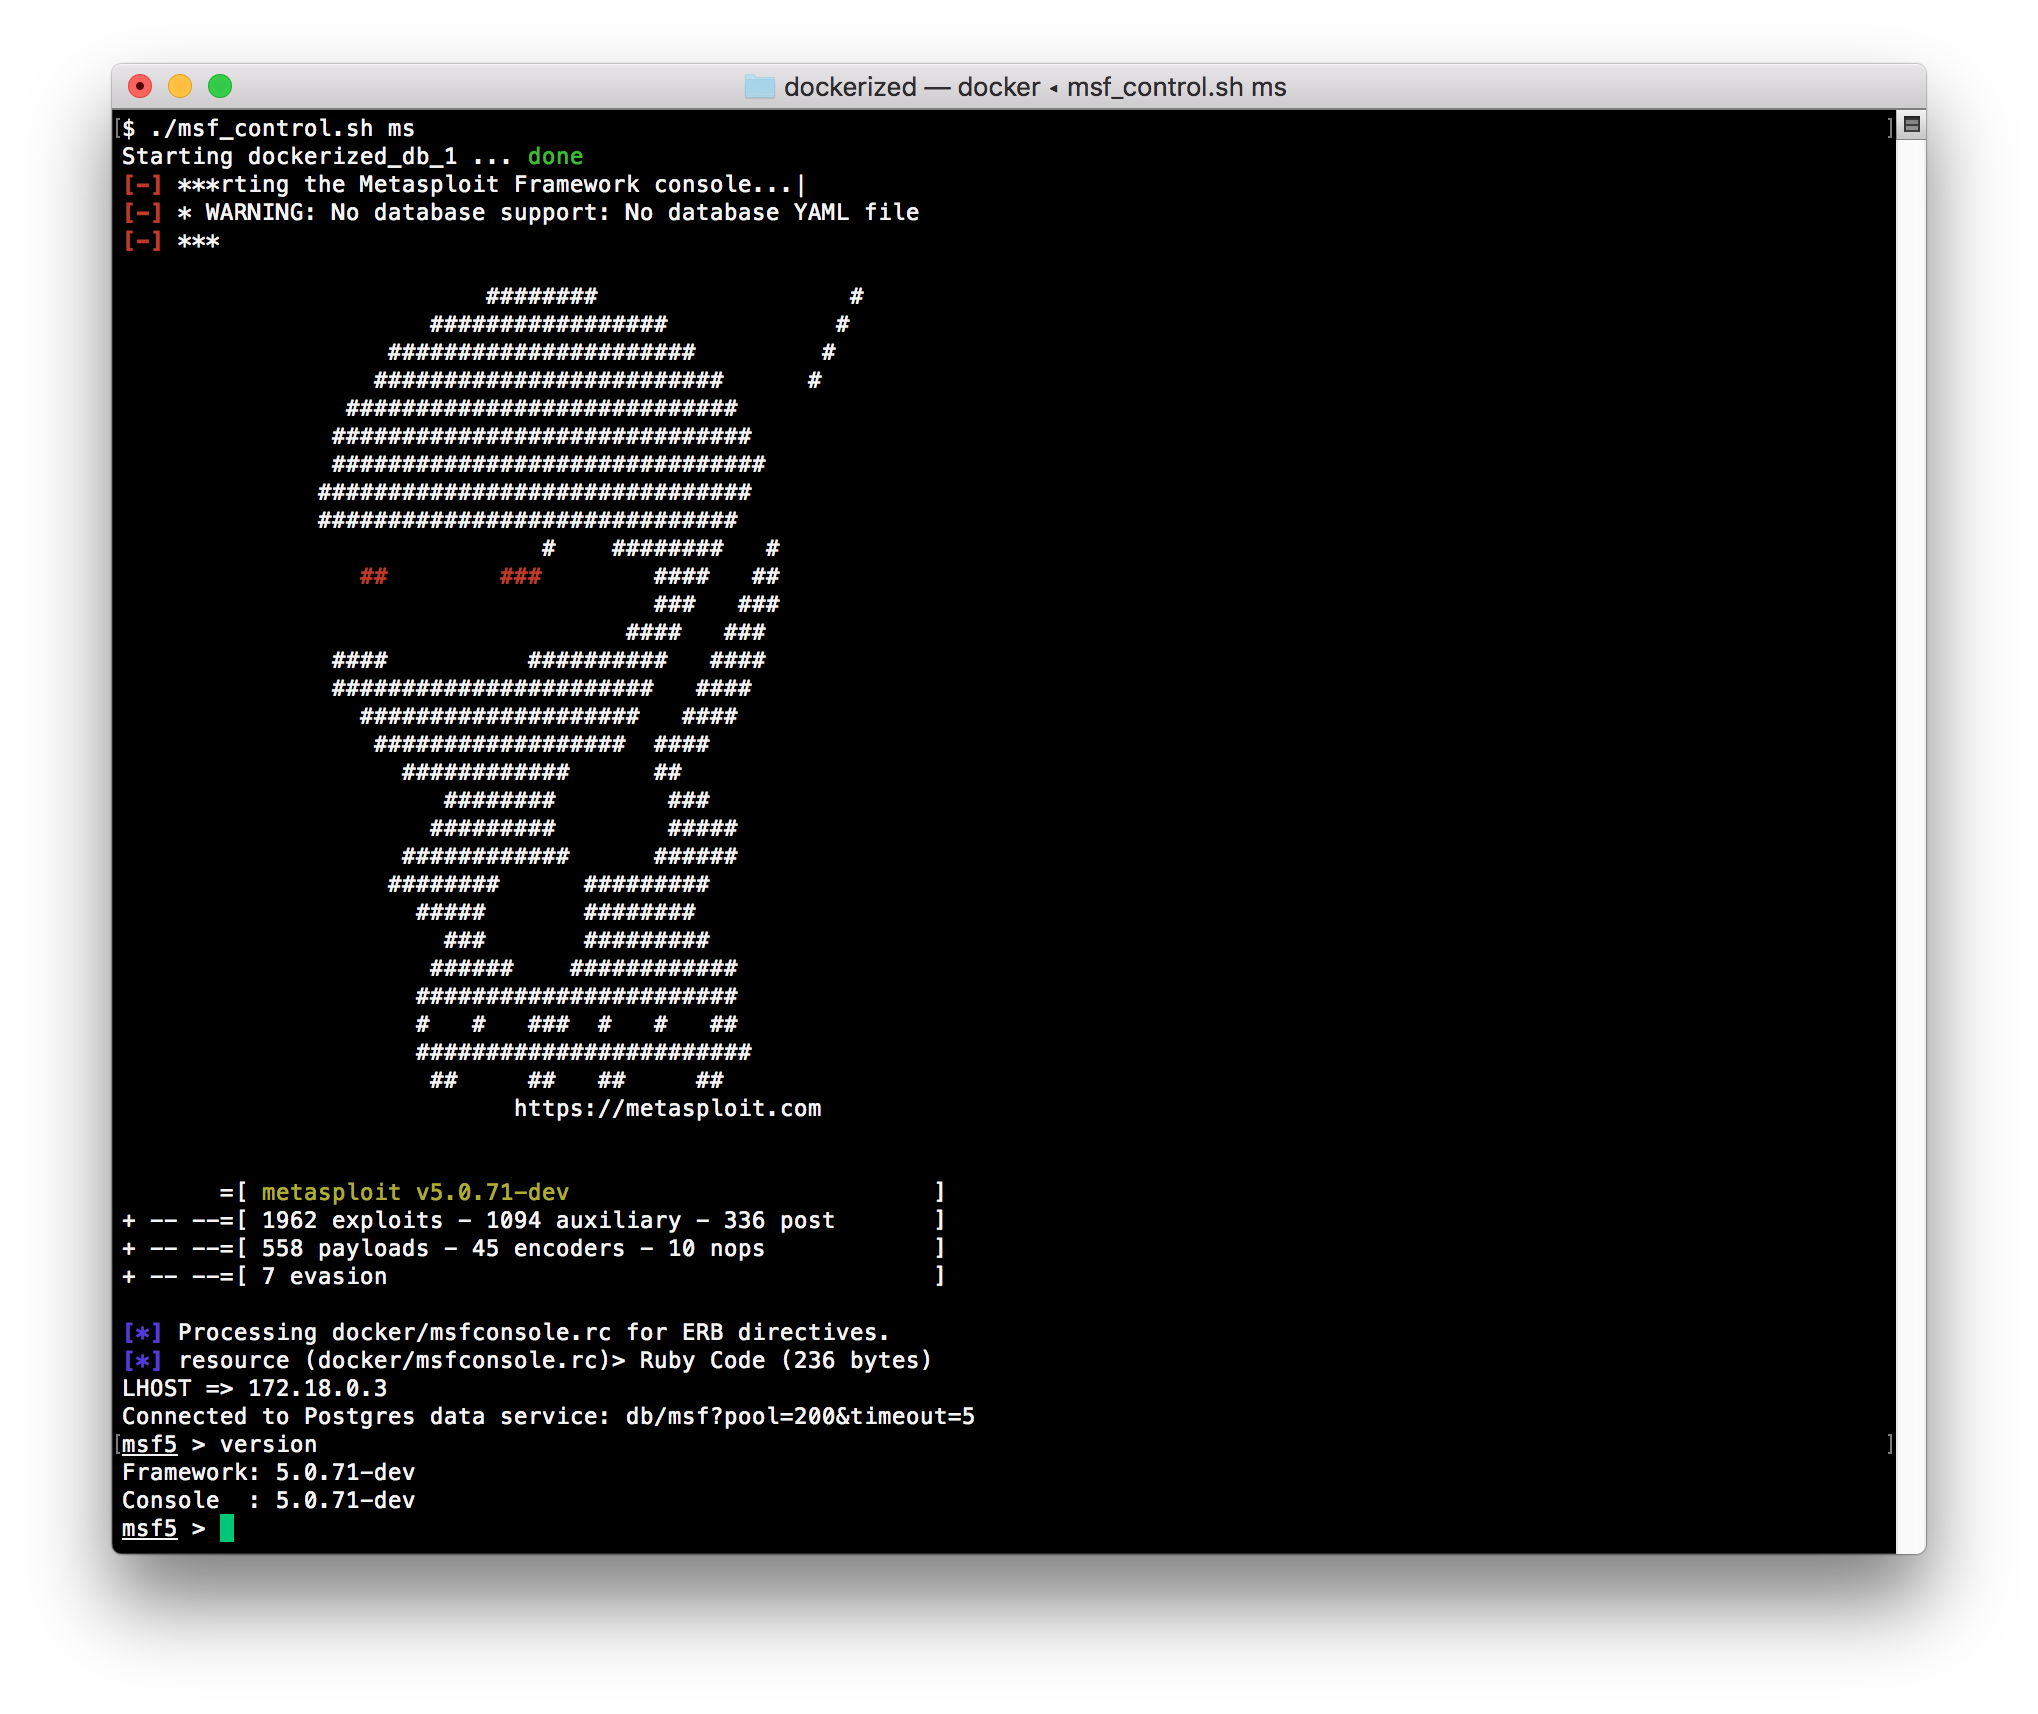 dockerized — docker ◂ msf_control.sh ms
$ ./msf_control.sh ms
Starting dockerized_db_1 ... done
[-] ***rting the Metasploit Framework console...|
[-] * WARNING: No database support: No database YAML file
[-] ***
                          ########                  #
                      #################            #
                   ######################         #
                  #########################      #
                ############################
               ##############################
               ###############################
              ###############################
              ##############################
                              #    ########   #
                 ##        ###        ####   ##
                                      ###   ###
                                    ####   ###
               ####          ##########   ####
               #######################   ####
                 ####################   ####
                  ##################  ####
                    ############      ##
                       ########        ###
                      #########        #####
                    ############      ######
                   ########      #########
                     #####       ########
                       ###       #########
                      ######    ############
                     #######################
                     #   #   ###  #   #   ##
                     ########################
                      ##     ##   ##     ##
                            https://metasploit.com
       =[ metasploit v5.0.71-dev                          ]
+ -- --=[ 1962 exploits - 1094 auxiliary - 336 post       ]
+ -- --=[ 558 payloads - 45 encoders - 10 nops            ]
+ -- --=[ 7 evasion                                       ]
[*] Processing docker/msfconsole.rc for ERB directives.
[*] resource (docker/msfconsole.rc)> Ruby Code (236 bytes)
LHOST => 172.18.0.3
Connected to Postgres data service: db/msf?pool=200&timeout=5
msf5 > version
Framework: 5.0.71-dev
Console  : 5.0.71-dev
msf5 >